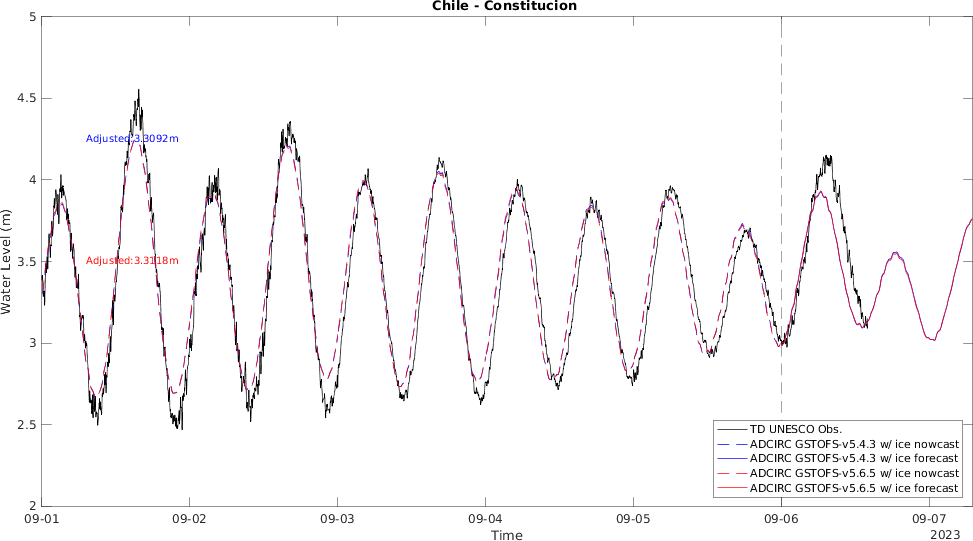 Chile - Constitucion
Water Level (m)
5
4.5
4
3.5
3
2.5
2
Adjusted:3.3092m
Adjusted:3.3118m
TD UNESCO Obs.
ADCIRC GSTOFS-v5.4.3 w/ ice nowcast
ADCIRC GSTOFS-v5.4.3 w/ ice forecast
ADCIRC GSTOFS-v5.6.5 w/ ice nowcast
ADCIRC GSTOFS-v5.6.5 w/ ice forecast
09-01 09-02 09-03 09-04 09-05 09-06 09-07
Time
2023